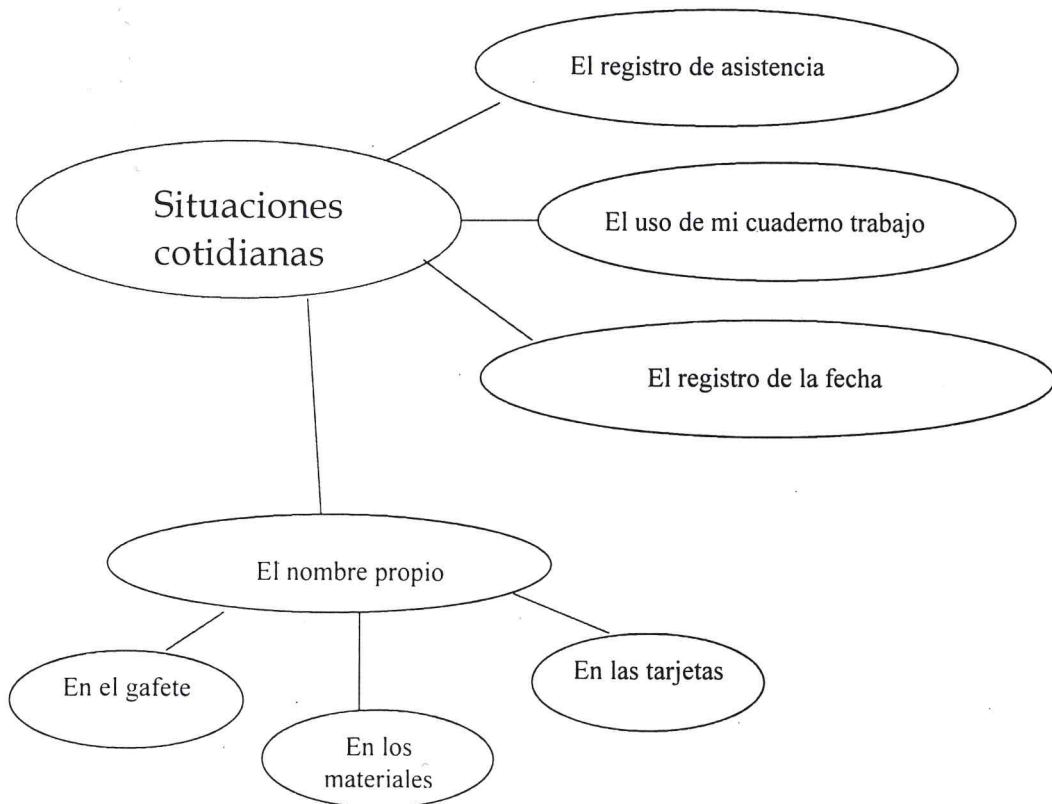 El registro de asistencia
Situaciones
cotidianas
El uso de mi cuaderno trabajo
El registro de la fecha
El nombre propio
En el gafete
En los
materiales
En las tarjetas